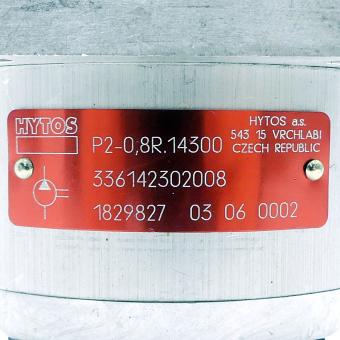 HYTOS
P2-0,8R.14300
336142302008
1829827 03 06 0002
HYTOS a.s.
543 15 VRCHLABI
CZECH REPUBLIC